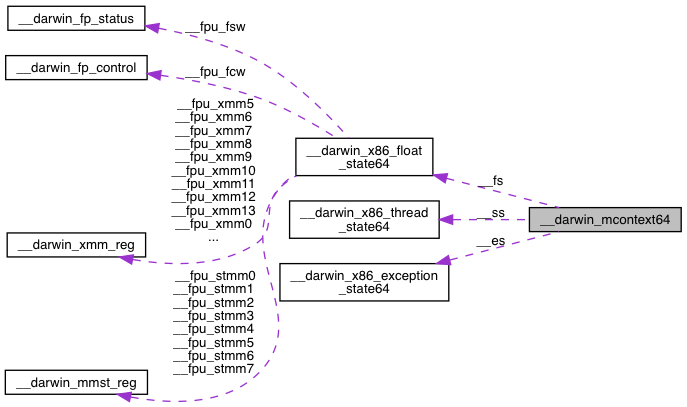 __darwin_fp_status
__fpu_fsw
__darwin_fp_control
__fpu_fcw
__fpu_xmm5
__fpu_xmm6
__fpu_xmm7
__fpu_xmm8
__fpu_xmm9
__fpu_xmm10
__fpu_xmm11
__fpu_xmm12
__fpu_xmm13
__fpu_xmm0
...
__darwin_x86_float
_state64
__fs
__darwin_x86_thread
_state64
__ss
__darwin_mcontext64
__es
__darwin_xmm_reg
__darwin_x86_exception
_state64
__fpu_stmm0
__fpu_stmm1
__fpu_stmm2
__fpu_stmm3
__fpu_stmm4
__fpu_stmm5
__fpu_stmm6
__fpu_stmm7
__darwin_mmst_reg